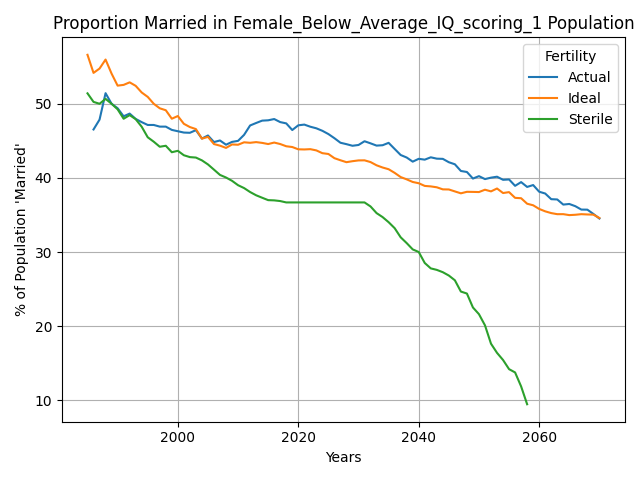 Proportion Married in Female_Below_Average_IQ_scoring_1 Population
% of Population 'Married'
50
40
30
20
10
2000
2020
2040
2060
Years
Fertility
Actual
Ideal
Sterile